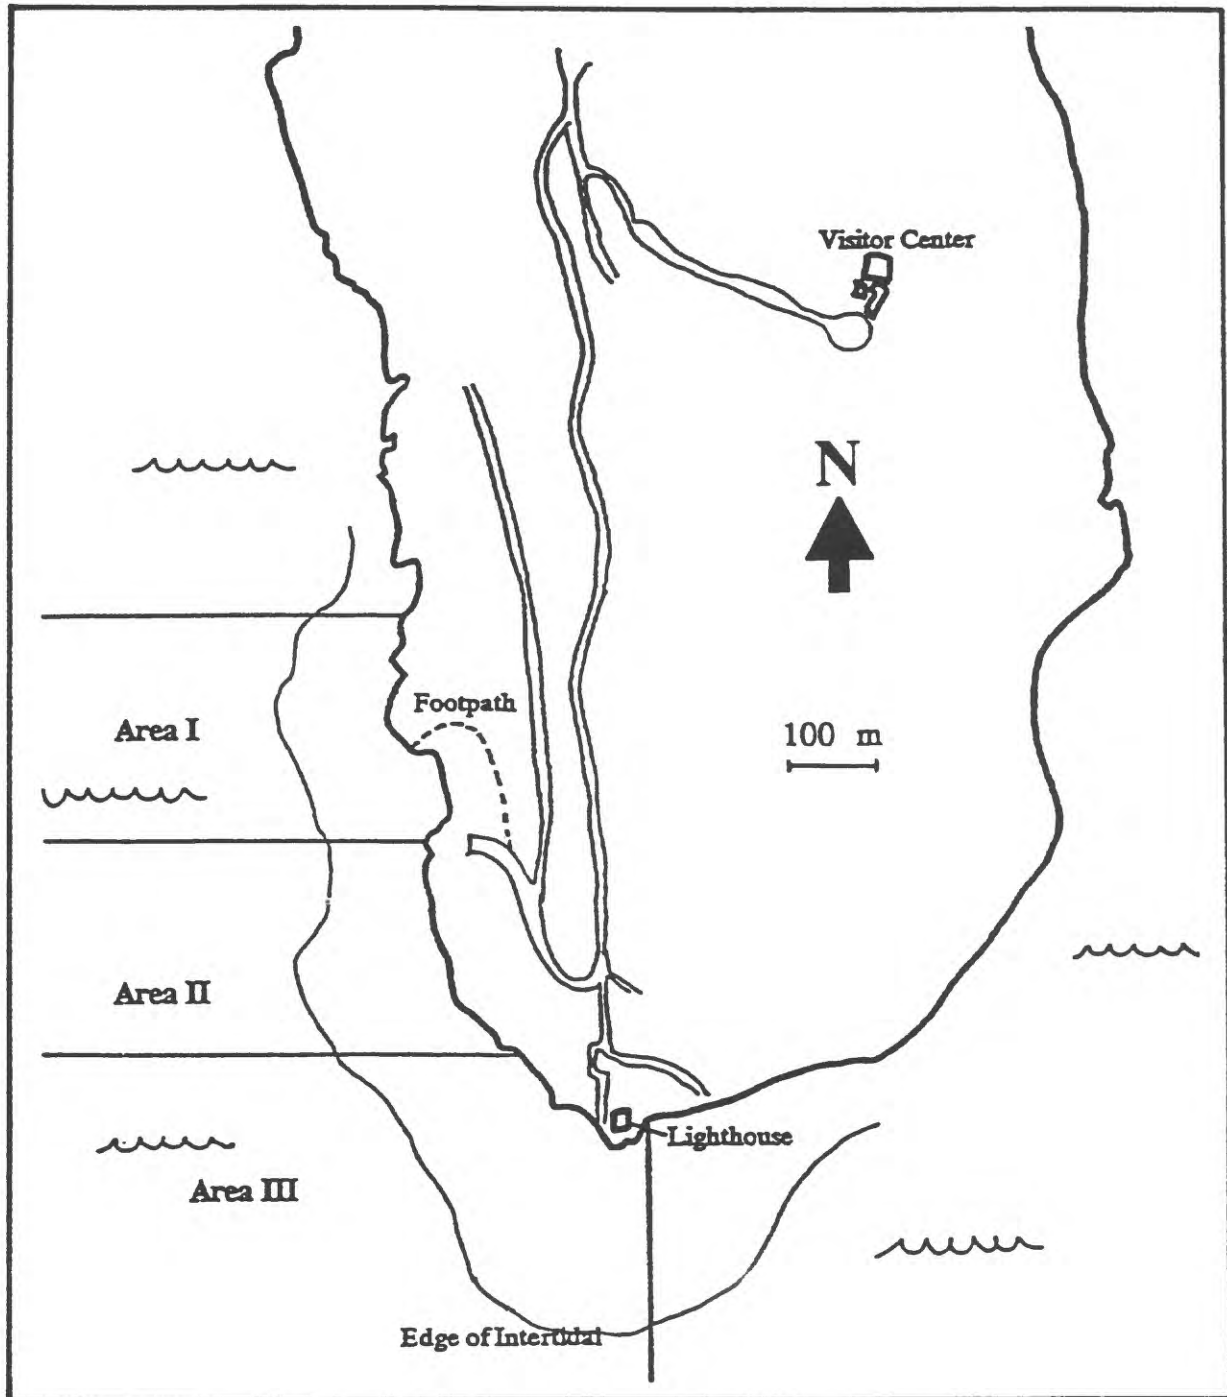 Visitor Center
N
Footpath
Area I
100 m
Area II
Lighthouse
Area III
Edge of Intertidal